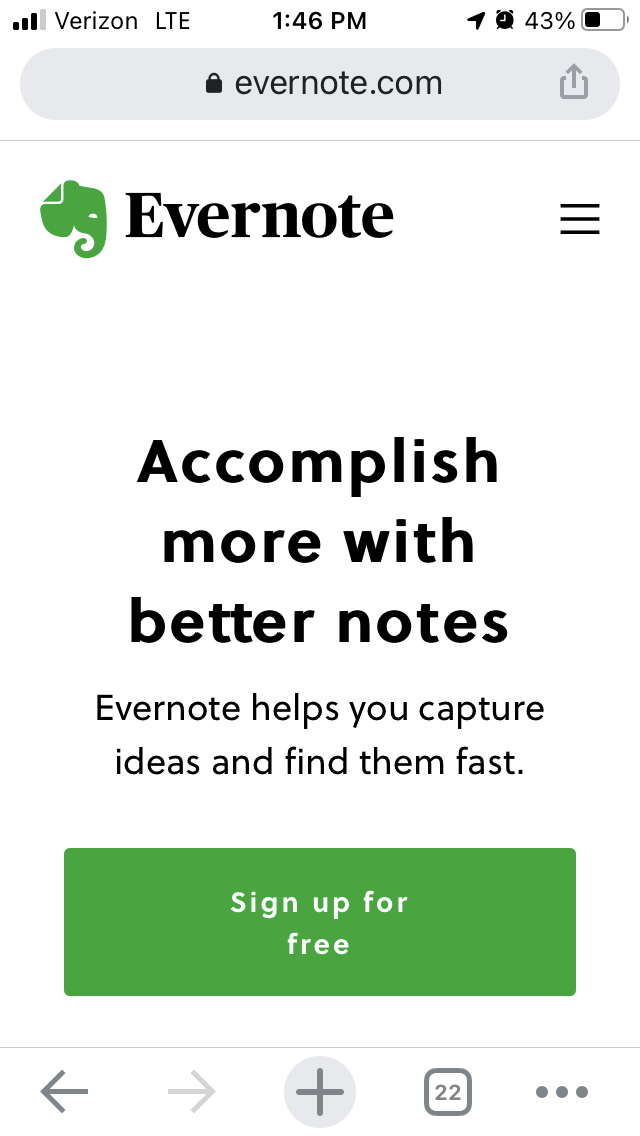 Verizon LTE 1:46 PM 43%
evernote.com
Evernote
Accomplish
more with
better notes
Evernote helps you capture
ideas and find them fast.
Sign up for
free
22